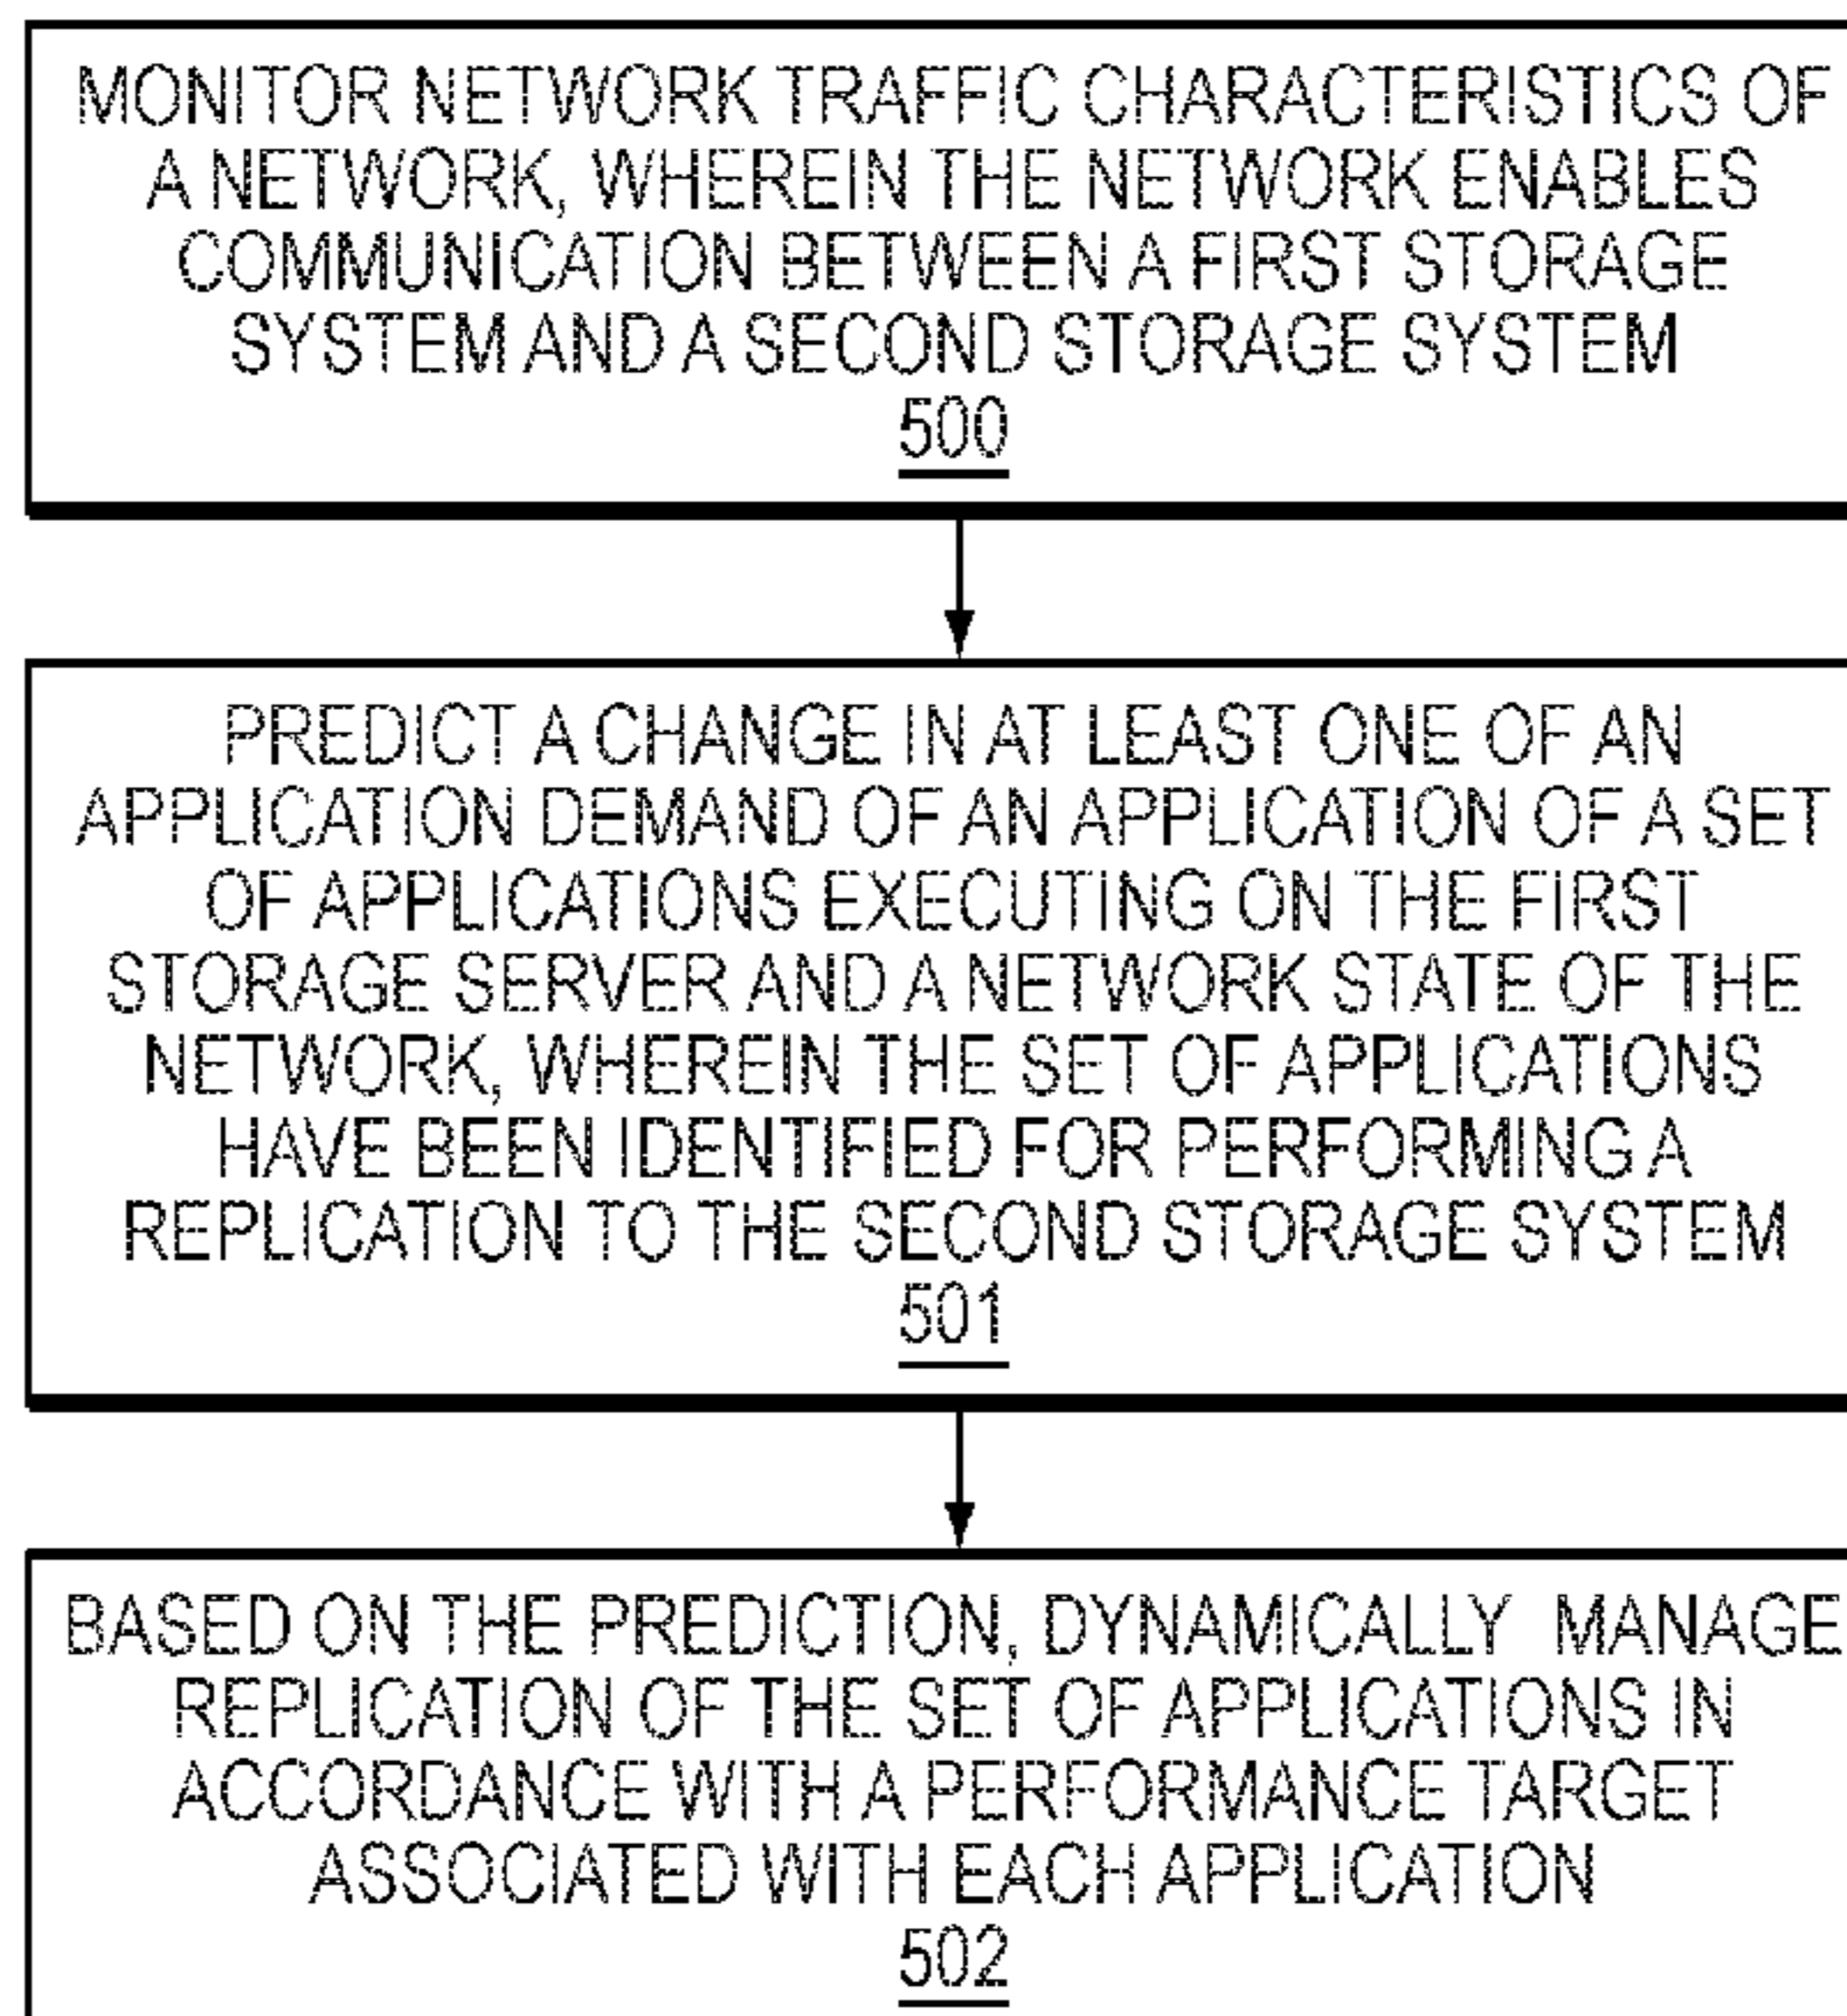 MONITOR NETWORK TRAFFIC CHARACTERISTICS OF
A NETWORK, WHEREIN THE NETWORK ENABLES
COMMUNICATION BETWEEN A FIRST STORAGE
SYSTEM AND A SECOND STORAGE SYSTEM
500
PREDICT A CHANGE IN AT LEAST ONE OF AN
APPLICATION DEMAND OF AN APPLICATION OF A SET
OF APPLICATIONS EXECUTING ON THE FIRST
STORAGE SERVER AND A NETWORK STATE OF THE
NETWORK, WHEREIN THE SET OF APPLICATIONS
HAVE BEEN IDENTIFIED FOR PERFORMING A
REPLICATION TO THE SECOND STORAGE SYSTEM
501
BASED ON THE PREDICTION, DYNAMICALLY MANAGE
REPLICATION OF THE SET OF APPLICATIONS IN
ACCORDANCE WITH A PERFORMANCE TARGET
ASSOCIATED WITH EACH APPLICATION
502